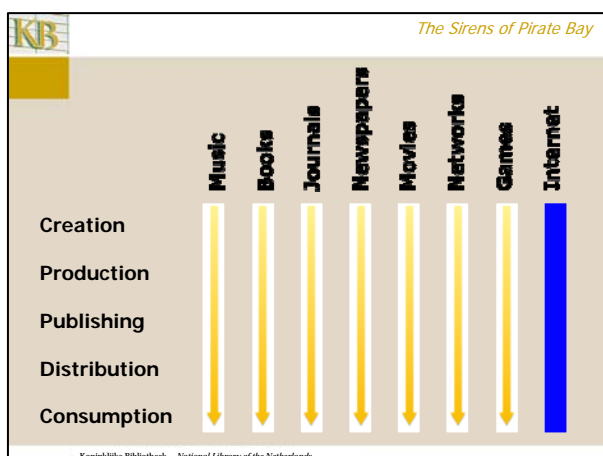 KB
The Sirens of Pirate Bay
Music
Books
Journals
Newspapers
Movies
Networks
Games
Internet
Creation
Production
Publishing
Distribution
Consumption
Koninklijke Bibliotheek – National Library of the Netherlands